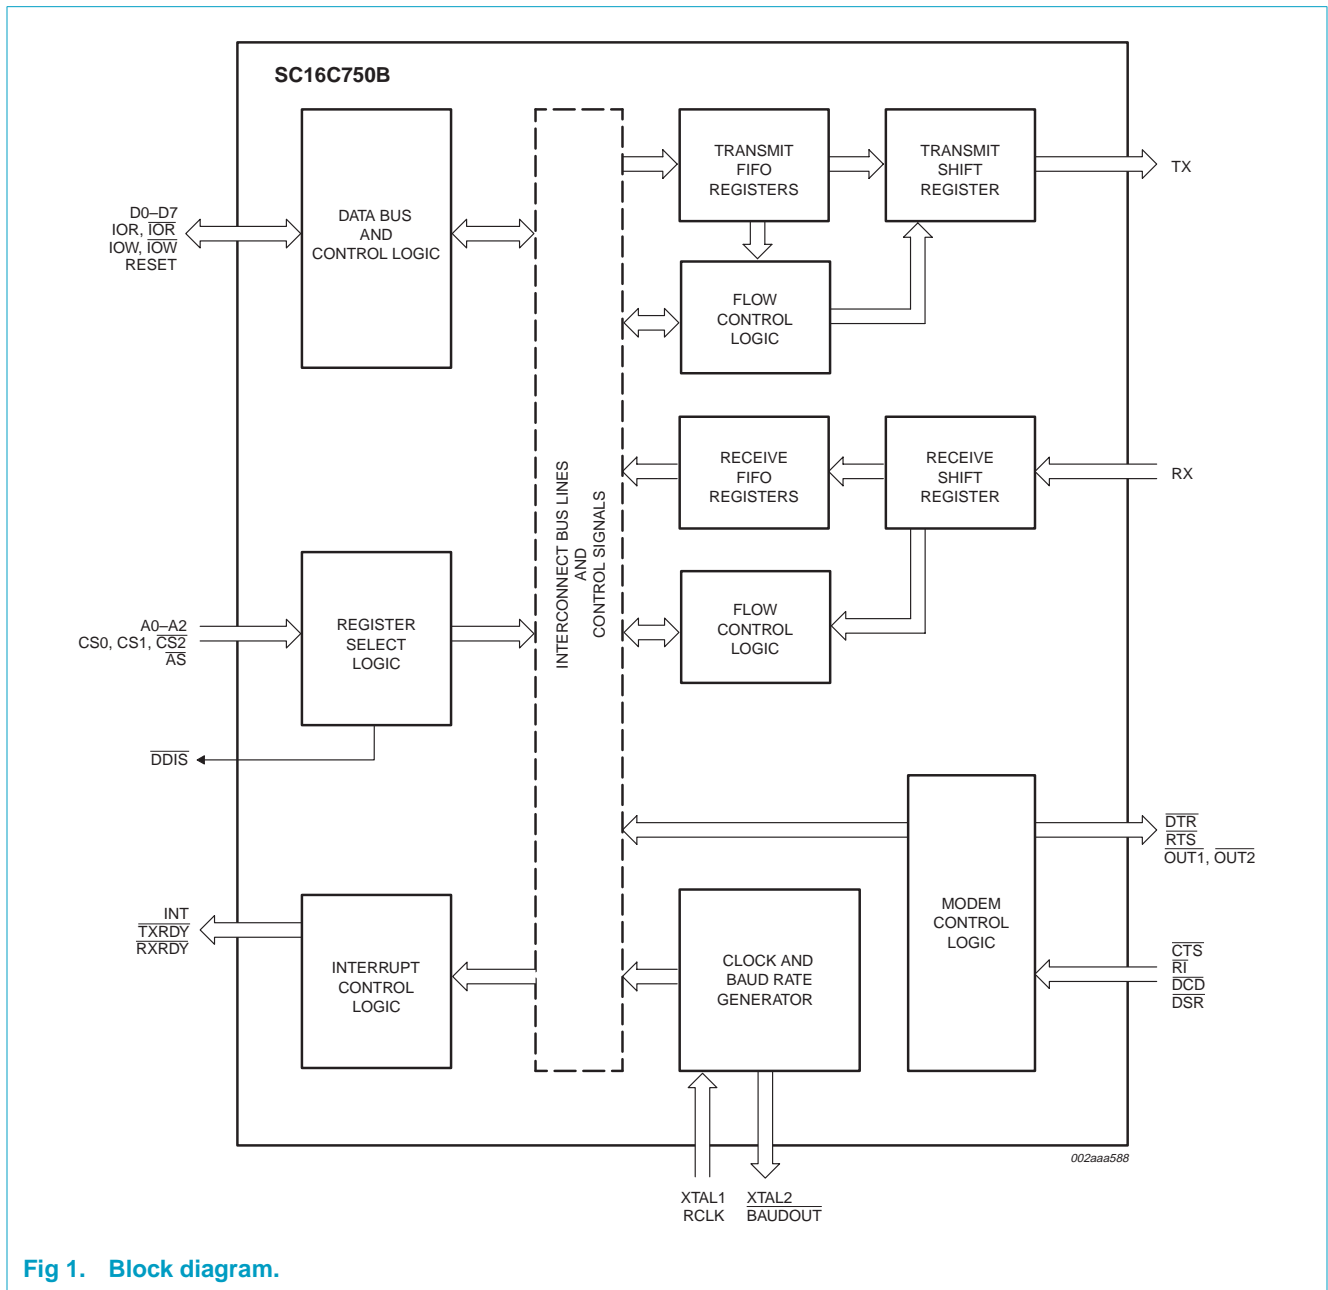 SC16C750B
D0–D7
IOR, IOR
IOW, IOW
RESET
DATA BUS
AND
CONTROL LOGIC
TRANSMIT
FIFO
REGISTERS
TRANSMIT
SHIFT
REGISTER
TX
FLOW
CONTROL
LOGIC
INTERCONNECT BUS LINES
AND
CONTROL SIGNALS
RECEIVE
FIFO
REGISTERS
RECEIVE
SHIFT
REGISTER
RX
FLOW
CONTROL
LOGIC
A0–A2
CS0, CS1, CS2
AS
REGISTER
SELECT
LOGIC
DDIS
DTR
RTS
OUT1, OUT2
MODEM
CONTROL
LOGIC
CTS
RI
DCD
DSR
INT
TXRDY
RXRDY
INTERRUPT
CONTROL
LOGIC
CLOCK AND
BAUD RATE
GENERATOR
002aaa588
XTAL1
RCLK
XTAL2
BAUDOUT
Fig 1. Block diagram.